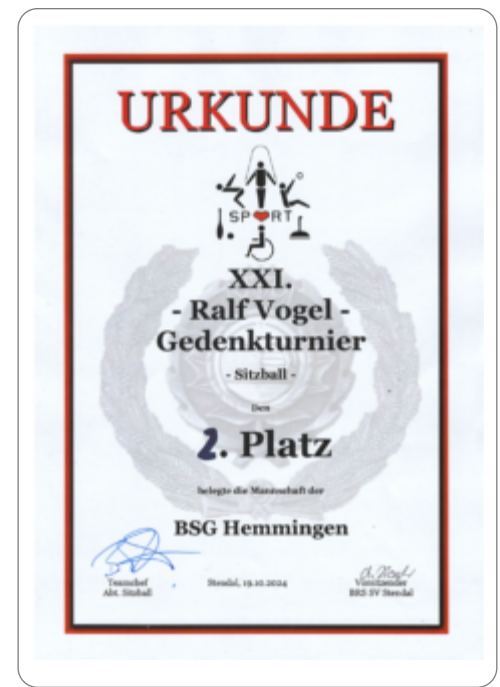 URKUNDE
SPORT
XXI.
- Ralf Vogel -
Gedenkturnier
- Sitzball -
Den
2. Platz
belegte die Mannschaft der
BSG Hemmingen
Teamchef
Abt. Sitzball
Stendal, 19.10.2024
Vorsitzender
BRS SV Stendal